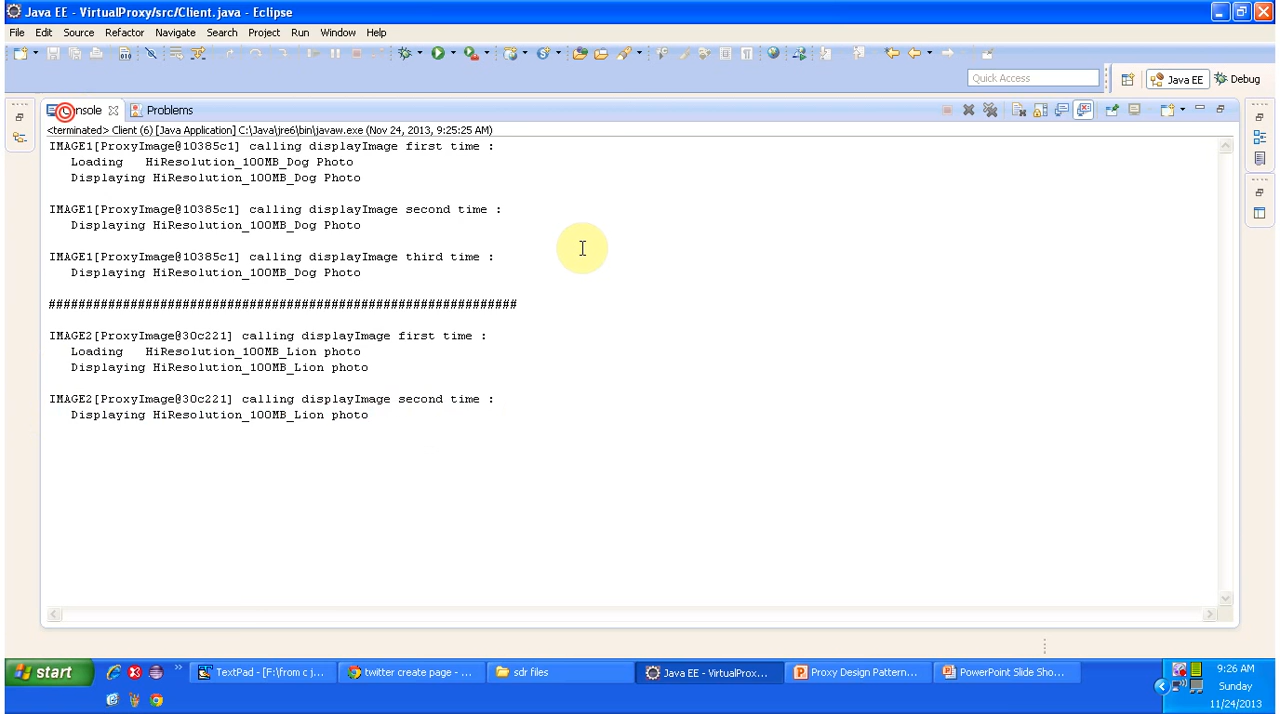 Java EE - VirtualProxy/src/Client.java - Eclipse
File Edit Source Refactor Navigate Search Project Run Window Help
Quick Access
Java EE
Debug
Problems
<terminated> Client (6) [Java Application] C:\Java\jre6\bin\javaw.exe (Nov 24, 2013, 9:25:25 AM)
IMAGE1[ProxyImage@10385c1] calling displayImage first time :
Loading HiResolution_100MB_Dog Photo
Displaying HiResolution_100MB_Dog Photo
IMAGE1[ProxyImage@10385c1] calling displayImage second time :
Displaying HiResolution_100MB_Dog Photo
IMAGE1[ProxyImage@10385c1] calling displayImage third time :
Displaying HiResolution_100MB_Dog Photo
###############################################################
IMAGE2[ProxyImage@30c221] calling displayImage first time :
Loading HiResolution_100MB_Lion photo
Displaying HiResolution_100MB_Lion photo
IMAGE2[ProxyImage@30c221] calling displayImage second time :
Displaying HiResolution_100MB_Lion photo
start
TextPad - [F:\from c j...
twitter create page - ...
sdr files
Java EE - VirtualProx...
Proxy Design Pattern...
PowerPoint Slide Sho...
9:26 AM
Sunday
11/24/2013